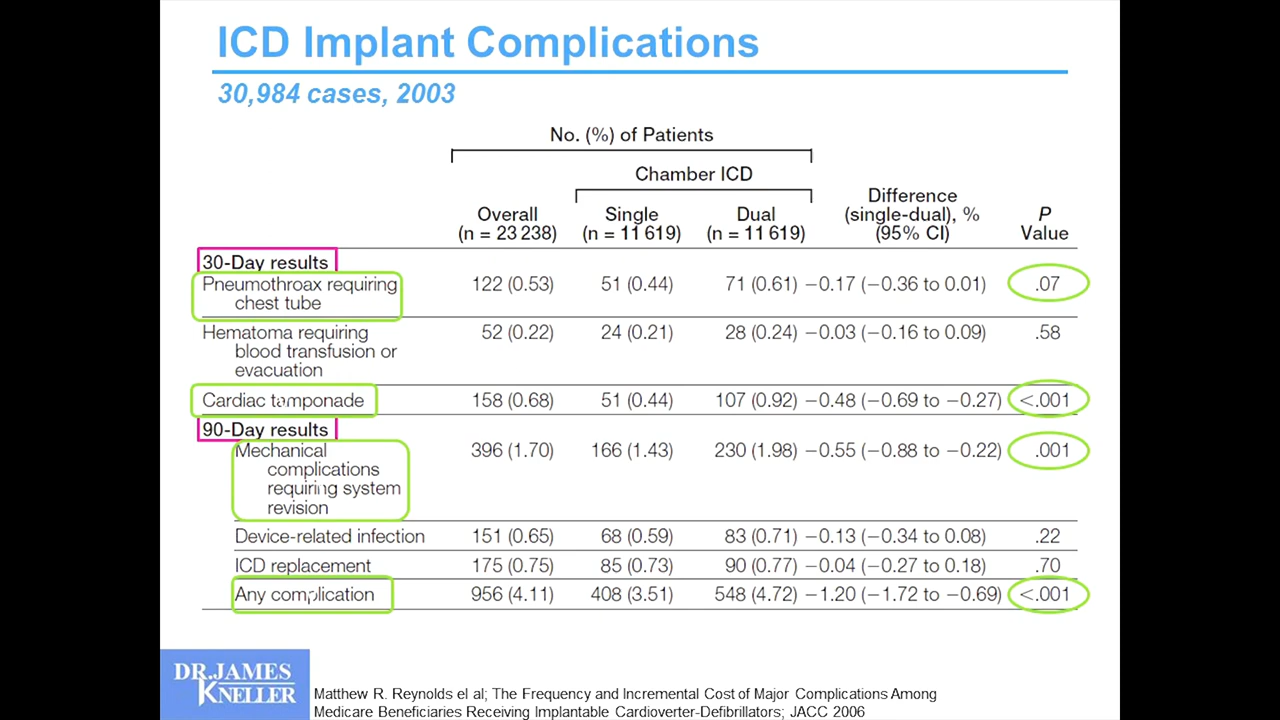 ICD Implant Complications
30,984 cases, 2003
No. (%) of Patients
Chamber ICD
Difference
Overall Single Dual (single-dual), % P
(n = 23 238) (n = 11 619) (n = 11 619) (95% CI) Value
30-Day results
Pneumothroax requiring 122 (0.53) 51 (0.44) 71 (0.61) −0.17 (−0.36 to 0.01) .07
chest tube
Hematoma requiring 52 (0.22) 24 (0.21) 28 (0.24) −0.03 (−0.16 to 0.09) .58
blood transfusion or
evacuation
Cardiac tamponade 158 (0.68) 51 (0.44) 107 (0.92) −0.48 (−0.69 to −0.27) <.001
90-Day results
Mechanical 396 (1.70) 166 (1.43) 230 (1.98) −0.55 (−0.88 to −0.22) .001
complications
requiring system
revision
Device-related infection 151 (0.65) 68 (0.59) 83 (0.71) −0.13 (−0.34 to 0.08) .22
ICD replacement 175 (0.75) 85 (0.73) 90 (0.77) −0.04 (−0.27 to 0.18) .70
Any complication 956 (4.11) 408 (3.51) 548 (4.72) −1.20 (−1.72 to −0.69) <.001
DR.JAMES
KNELLER
Matthew R. Reynolds el al; The Frequency and Incremental Cost of Major Complications Among
Medicare Beneficiaries Receiving Implantable Cardioverter-Defibrillators; JACC 2006